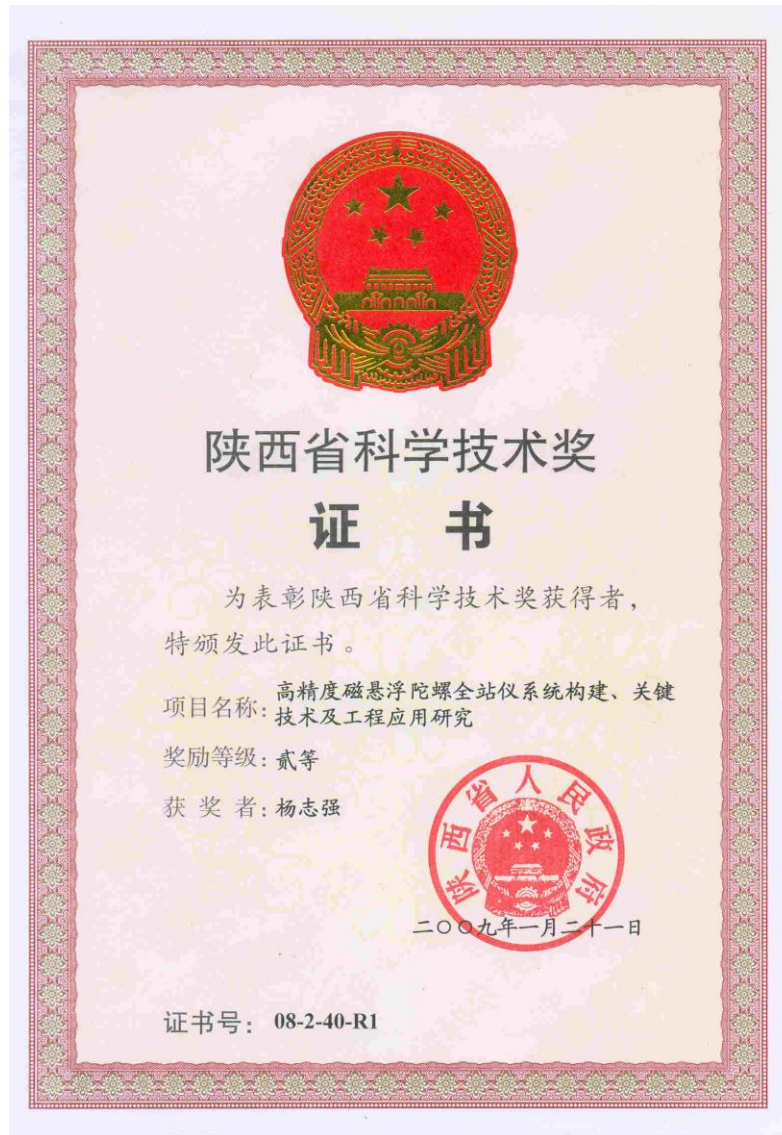 陕西省科学技术奖
证 书
为表彰陕西省科学技术奖获得者，
特颁发此证书。
项目名称：高精度磁悬浮陀螺全站仪系统构建、关键
技术及工程应用研究
奖励等级：贰等
获 奖 者：杨志强
陕西省人民政府
二〇〇九年一月二十一日
证书号： 08-2-40-R1